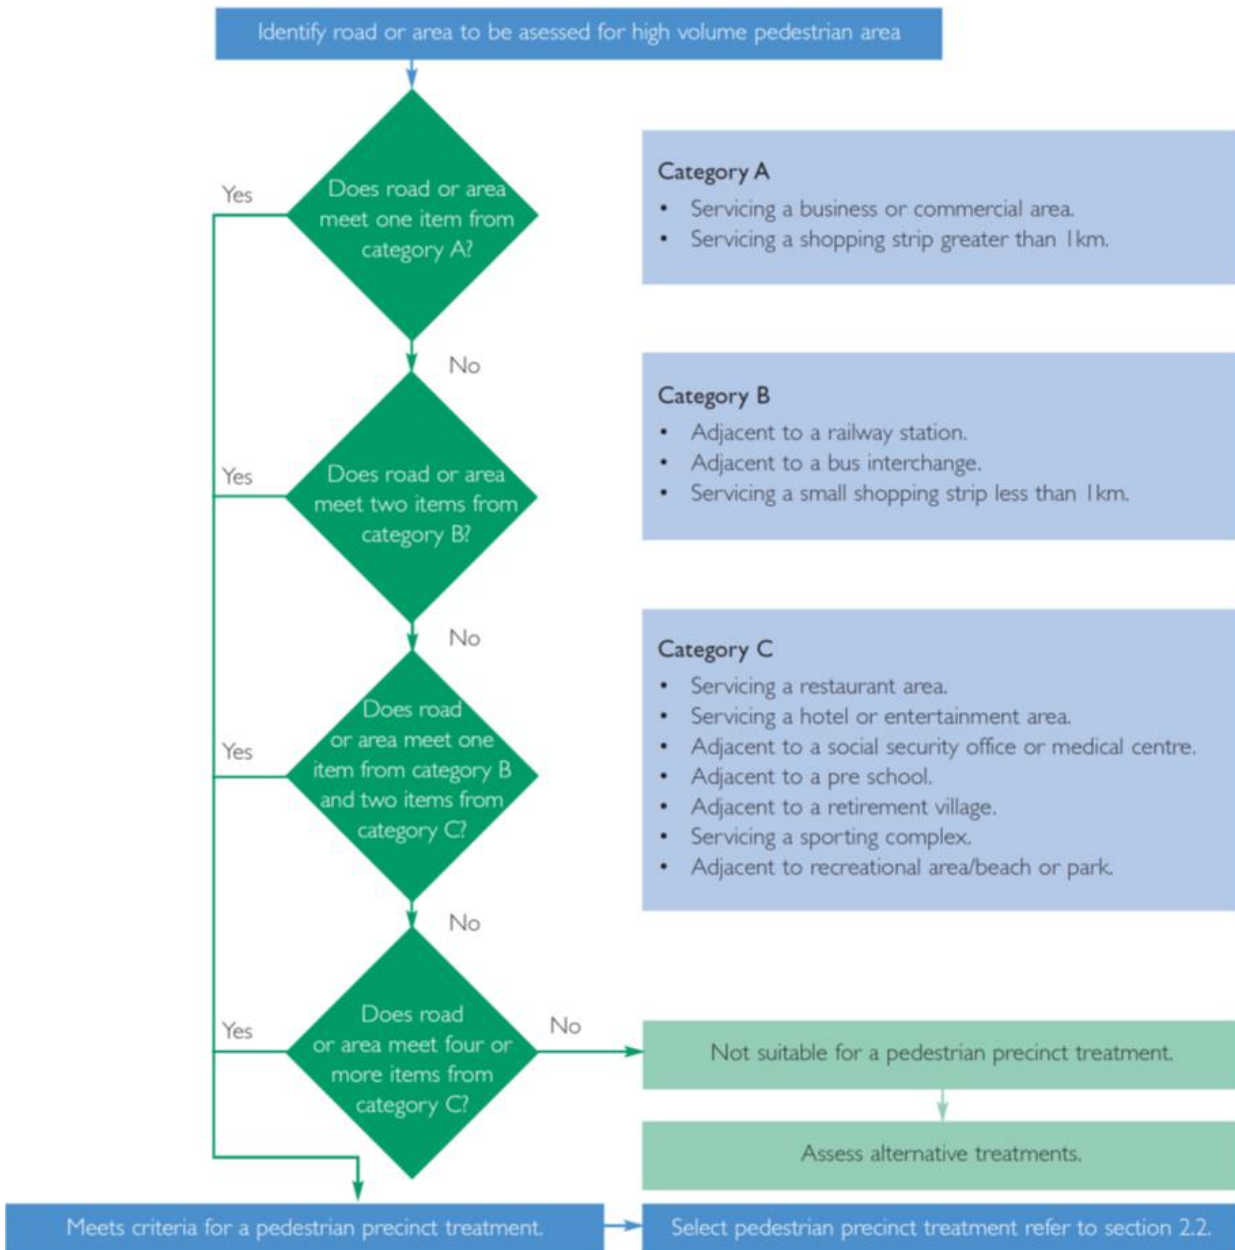 Identify road or area to be asessed for high volume pedestrian area
Yes
Does road or area
meet one item from
category A?
No
Category A
• Servicing a business or commercial area.
• Servicing a shopping strip greater than 1km.
Yes
Does road or area
meet two items from
category B?
No
Category B
• Adjacent to a railway station.
• Adjacent to a bus interchange.
• Servicing a small shopping strip less than 1km.
Yes
Does road
or area meet one
item from category B
and two items from
category C?
No
Category C
• Servicing a restaurant area.
• Servicing a hotel or entertainment area.
• Adjacent to a social security office or medical centre.
• Adjacent to a pre school.
• Adjacent to a retirement village.
• Servicing a sporting complex.
• Adjacent to recreational area/beach or park.
Yes
Does road
or area meet four or
more items from
category C?
No
Not suitable for a pedestrian precinct treatment.
Assess alternative treatments.
Meets criteria for a pedestrian precinct treatment.
Select pedestrian precinct treatment refer to section 2.2.